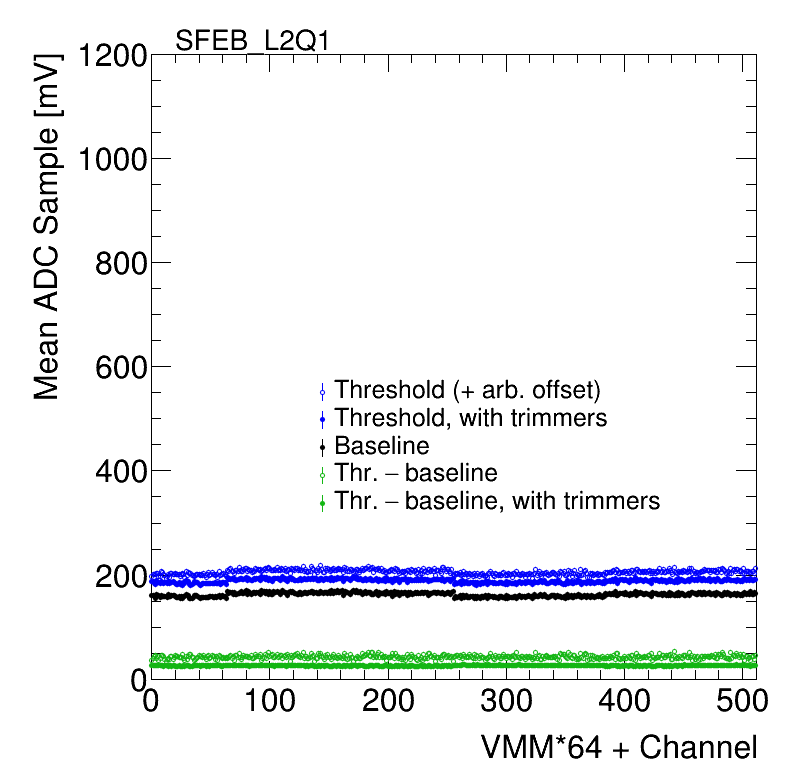 SFEB_L2Q1
Mean ADC Sample [mV]
1200
1000
800
600
400
200
0
Threshold (+ arb. offset)
Threshold, with trimmers
Baseline
Thr. – baseline
Thr. – baseline, with trimmers
0 100 200 300 400 500
VMM*64 + Channel